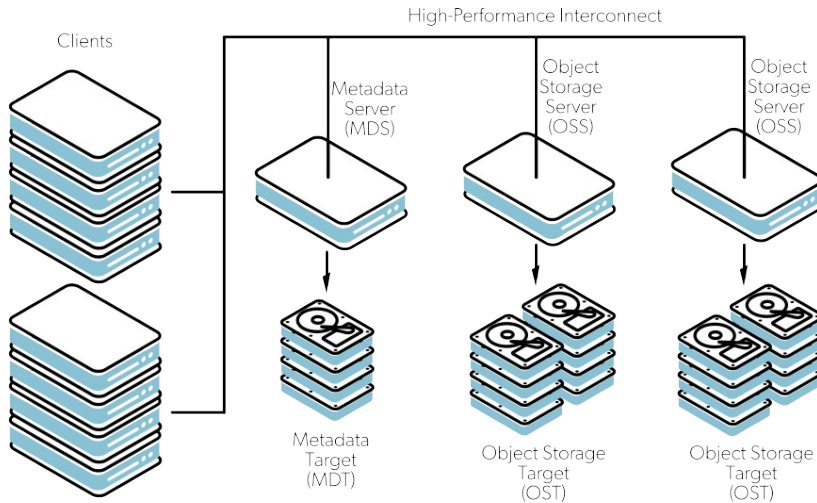 High-Performance Interconnect
Clients
Metadata
Server
(MDS)
Object
Storage
Server
(OSS)
Object
Storage
Server
(OSS)
Metadata
Target
(MDT)
Object Storage
Target
(OST)
Object Storage
Target
(OST)